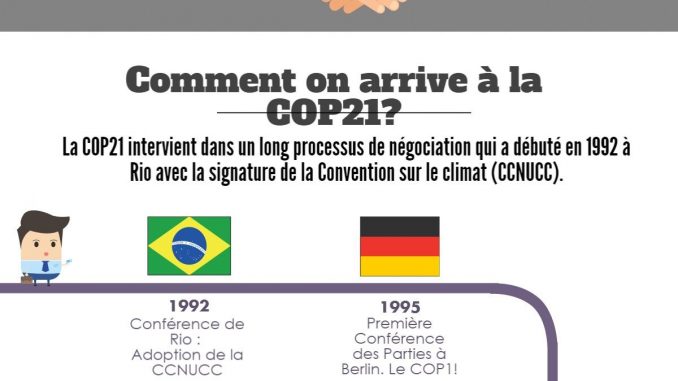 Comment on arrive à la
COP21?
La COP21 intervient dans un long processus de négociation qui a débuté en 1992 à
Rio avec la signature de la Convention sur le climat (CCNUCC).
1992
Conférence de
Rio :
Adoption de la
CCNUCC
1995
Première
Conférence
des Parties à
Berlin. Le COP1!